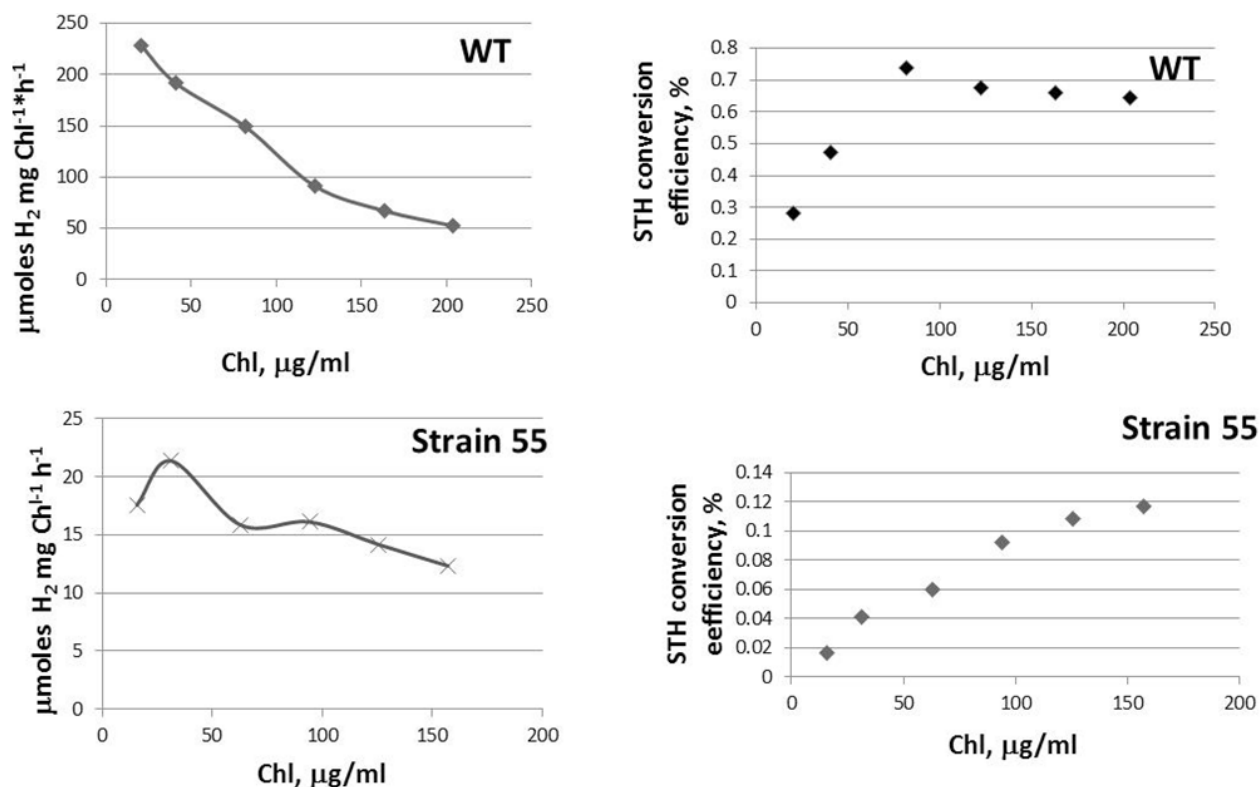 WT
μmoles H₂ mg Chl⁻¹*h⁻¹
250
200
150
100
50
0
0 50 100 150 200 250
Chl, μg/ml
WT
STH conversion
efficiency, %
0.8
0.7
0.6
0.5
0.4
0.3
0.2
0.1
0
0 50 100 150 200 250
Chl, μg/ml
Strain 55
μmoles H₂ mg Chˡ⁻¹ h⁻¹
25
20
15
10
5
0
0 50 100 150 200
Chl, μg/ml
Strain 55
STH conversion
eefficiency, %
0.14
0.12
0.1
0.08
0.06
0.04
0.02
0
0 50 100 150 200
Chl, μg/ml